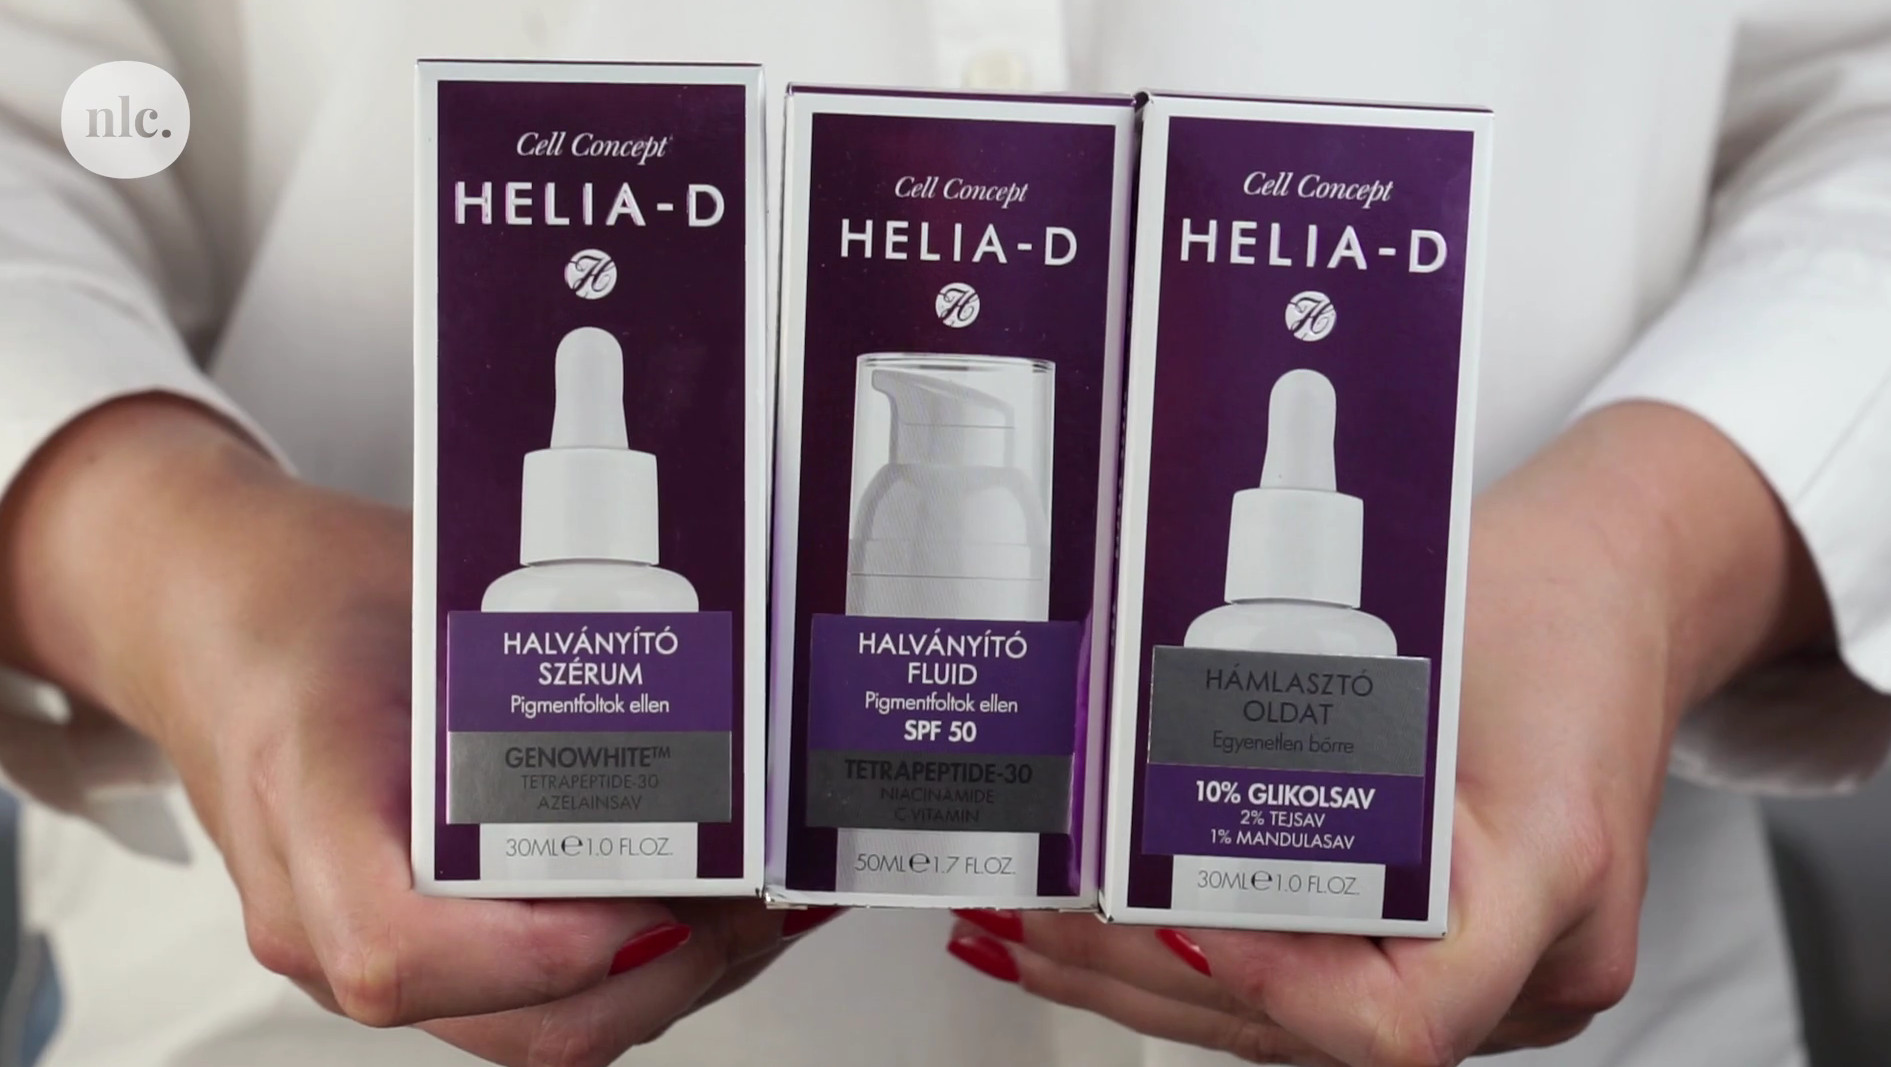 nlc.
Cell Concept
HELIA-D
H
HALVÁNYÍTÓ
SZÉRUM
Pigmentfoltok ellen
GENOWHITE™
TETRAPEPTIDE-30
AZELAINSAV
30ML℮1.0 FL.OZ.
Cell Concept
HELIA-D
H
HALVÁNYÍTÓ
FLUID
Pigmentfoltok ellen
SPF 50
TETRAPEPTIDE-30
NIACINAMIDE
C-VITAMIN
50ML℮1.7 FL.OZ.
Cell Concept
HELIA-D
H
HÁMLASZTÓ
OLDAT
Egyenetlen bőrre
10% GLIKOLSAV
2% TEJSAV
1% MANDULASAV
30ML℮1.0 FL.OZ.